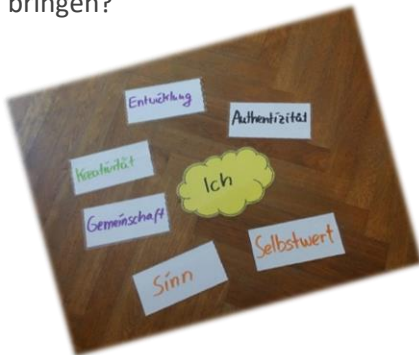 bringen?
Entwicklung
Authentizität
Kreativität
Ich
Gemeinschaft
Selbstwert
Sinn